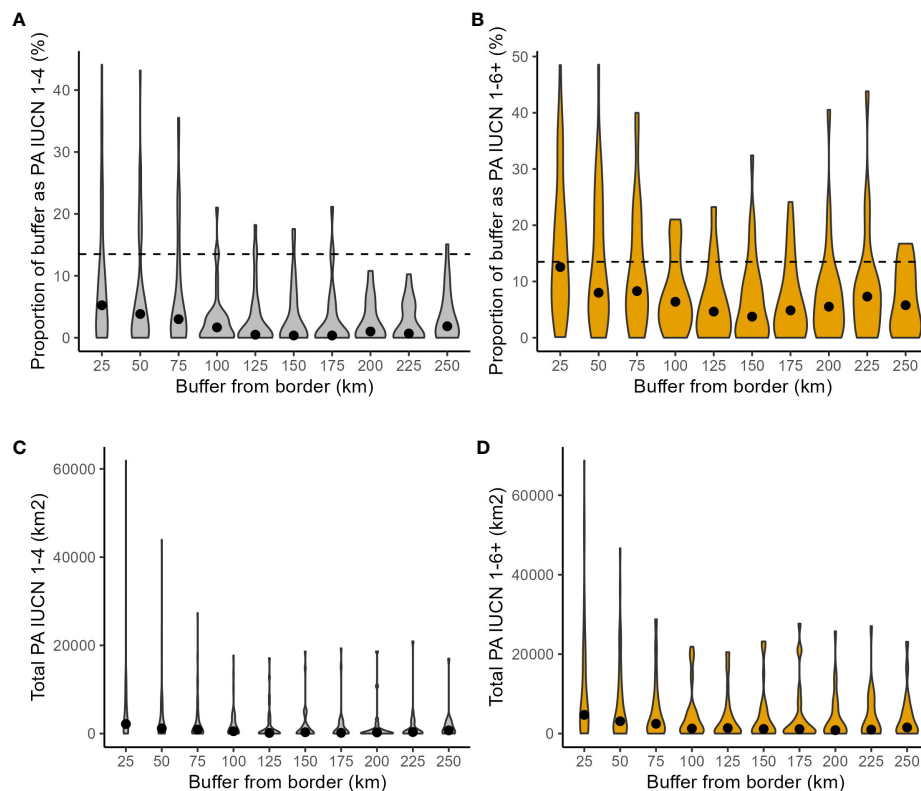 A
Proportion of buffer as PA IUCN 1-4 (%)
40
30
20
10
0
25 50 75 100 125 150 175 200 225 250
Buffer from border (km)
B
Proportion of buffer as PA IUCN 1-6+ (%)
50
40
30
20
10
0
25 50 75 100 125 150 175 200 225 250
Buffer from border (km)
C
Total PA IUCN 1-4 (km2)
60000
40000
20000
0
25 50 75 100 125 150 175 200 225 250
Buffer from border (km)
D
Total PA IUCN 1-6+ (km2)
60000
40000
20000
0
25 50 75 100 125 150 175 200 225 250
Buffer from border (km)